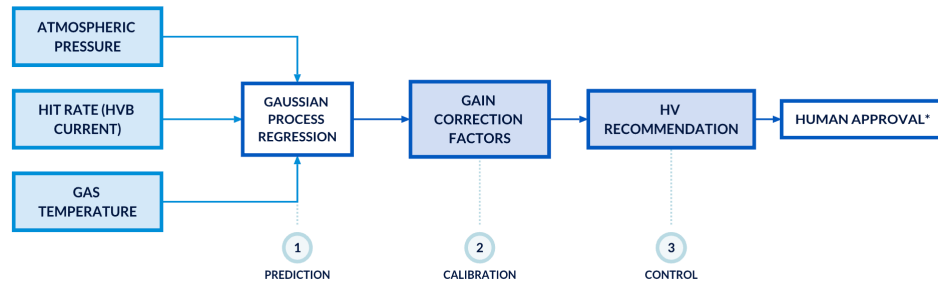 ATMOSPHERIC
PRESSURE
HIT RATE (HVB
CURRENT)
GAS
TEMPERATURE
GAUSSIAN
PROCESS
REGRESSION
GAIN
CORRECTION
FACTORS
HV
RECOMMENDATION
HUMAN APPROVAL*
1
PREDICTION
2
CALIBRATION
3
CONTROL